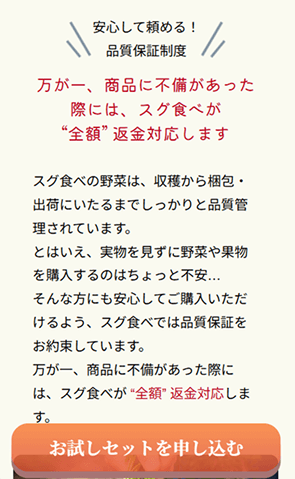 安心して頼める！
品質保証制度
万が一、商品に不備があった
際には、スグ食べが
“全額” 返金対応します
スグ食べの野菜は、収穫から梱包・
出荷にいたるまでしっかりと品質管
理されています。
とはいえ、実物を見ずに野菜や果物
を購入するのはちょっと不安…
そんな方にも安心してご購入いただ
けるよう、スグ食べでは品質保証を
お約束しています。
万が一、商品に不備があった際に
は、スグ食べが “全額” 返金対応しま
す。
お試しセットを申し込む